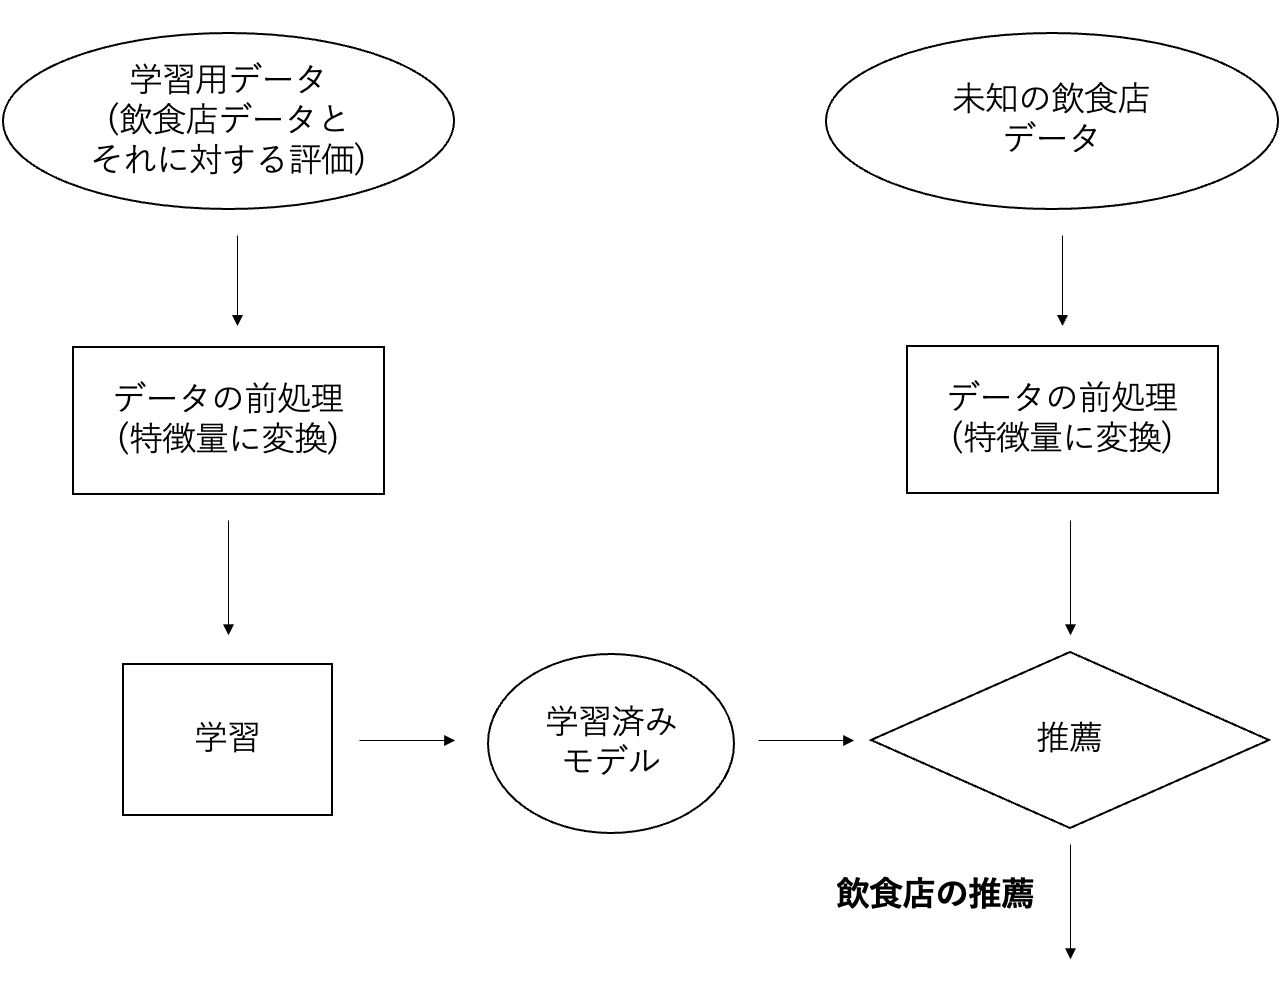 学習用データ
(飲食店データと
それに対する評価)
未知の飲食店
データ
データの前処理
(特徴量に変換)
データの前処理
(特徴量に変換)
学習
学習済み
モデル
推薦
飲食店の推薦